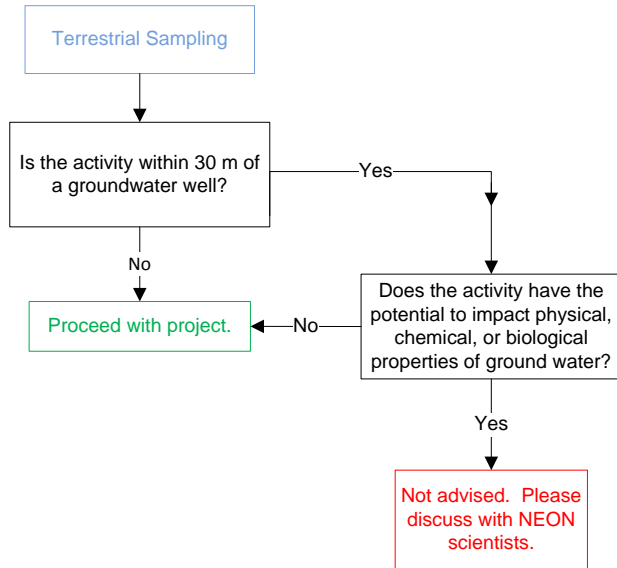 Terrestrial Sampling
Is the activity within 30 m of
a groundwater well?
Yes
No
Proceed with project.
No
Does the activity have the
potential to impact physical,
chemical, or biological
properties of ground water?
Yes
Not advised.  Please
discuss with NEON
scientists.